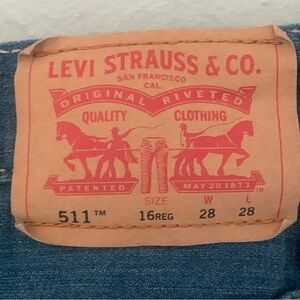 LEVI STRAUSS & CO.
SAN FRANCISCO
CAL.
ORIGINAL RIVETED
QUALITY CLOTHING
PATENTED MAY 20 1873
SIZE W L
511™ 16REG 28 28